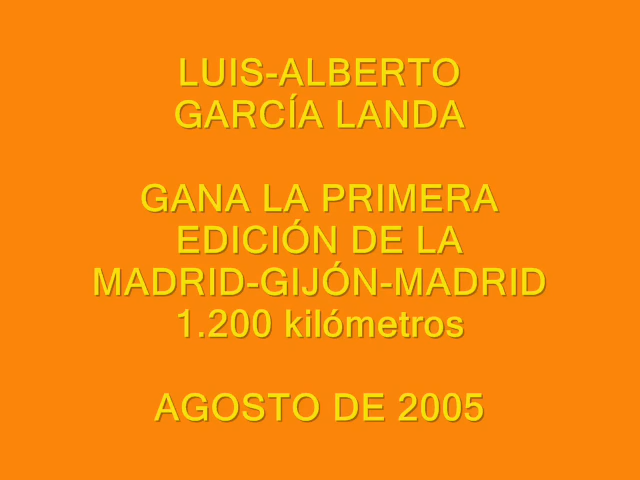 LUIS-ALBERTO
GARCÍA LANDA
GANA LA PRIMERA
EDICIÓN DE LA
MADRID-GIJÓN-MADRID
1.200 kilómetros
AGOSTO DE 2005